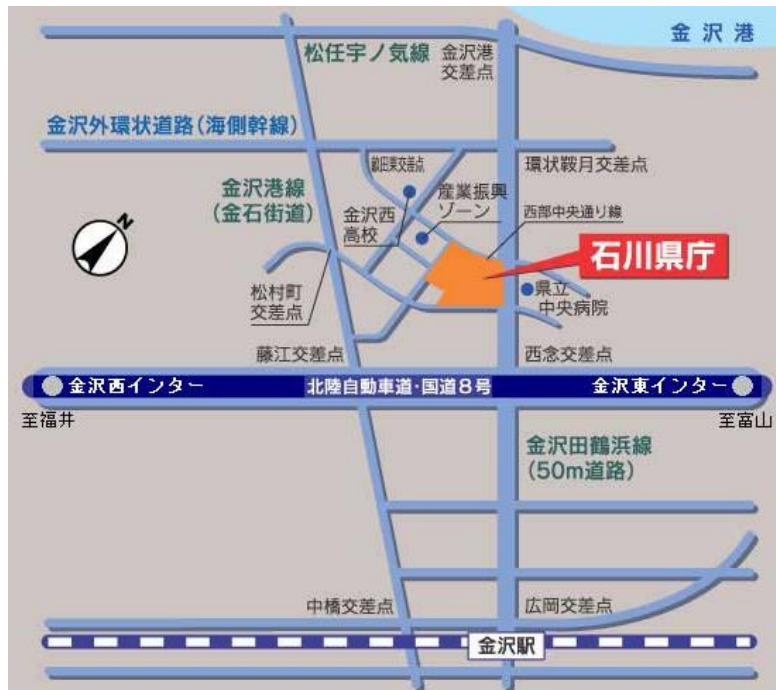 金沢港
松任宇ノ気線
金沢港
交差点
金沢外環状道路(海側幹線)
畝田東交差点
環状鞍月交差点
金沢港線
(金石街道)
産業振興
ゾーン
金沢西
高校
西部中央通り線
N
石川県庁
松村町
交差点
県立
中央病院
藤江交差点
西念交差点
金沢西インター
北陸自動車道・国道8号
金沢東インター
至福井
至富山
金沢田鶴浜線
(50m道路)
中橋交差点
広岡交差点
金沢駅